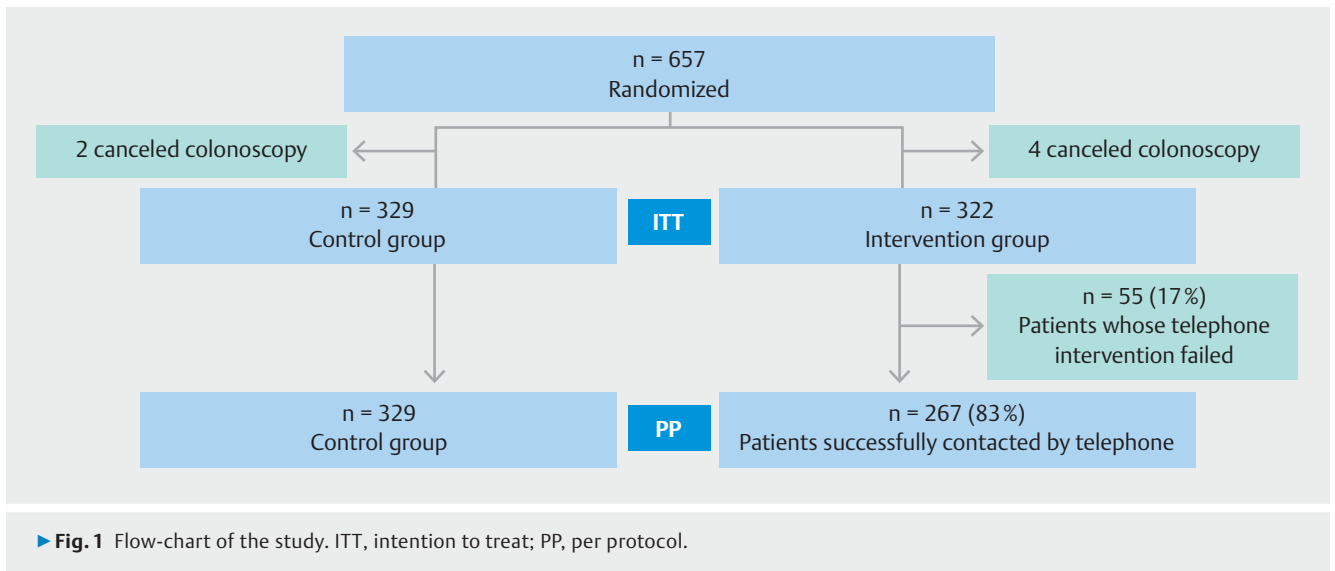 n = 657
Randomized
2 canceled colonoscopy
4 canceled colonoscopy
n = 329
Control group
ITT
n = 322
Intervention group
n = 55 (17 %)
Patients whose telephone
intervention failed
n = 329
Control group
PP
n = 267 (83 %)
Patients successfully contacted by telephone
▶ Fig. 1 Flow-chart of the study. ITT, intention to treat; PP, per protocol.